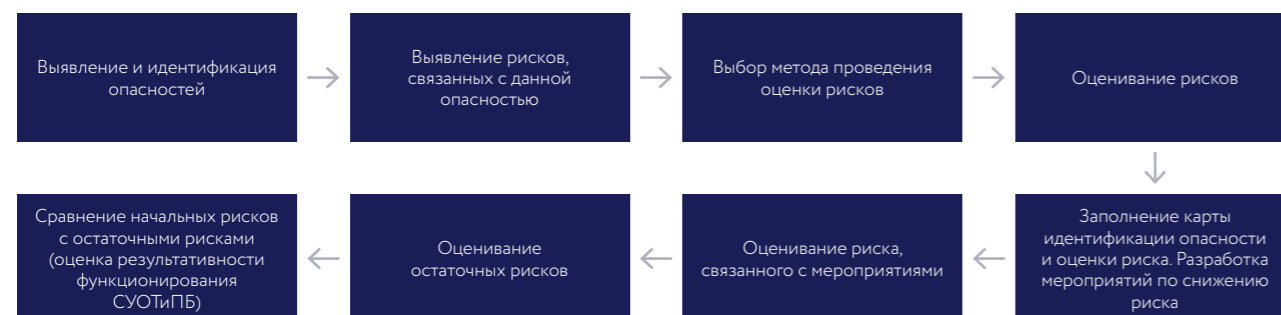 Выявление и идентификация
опасностей
Выявление рисков,
связанных с данной
опасностью
Выбор метода проведения
оценки рисков
Оценивание рисков
Заполнение карты
идентификации опасности
и оценки риска. Разработка
мероприятий по снижению
риска
Оценивание риска,
связанного с мероприятиями
Оценивание
остаточных рисков
Сравнение начальных рисков
с остаточными рисками
(оценка результативности
функционирования
СУОТиПБ)